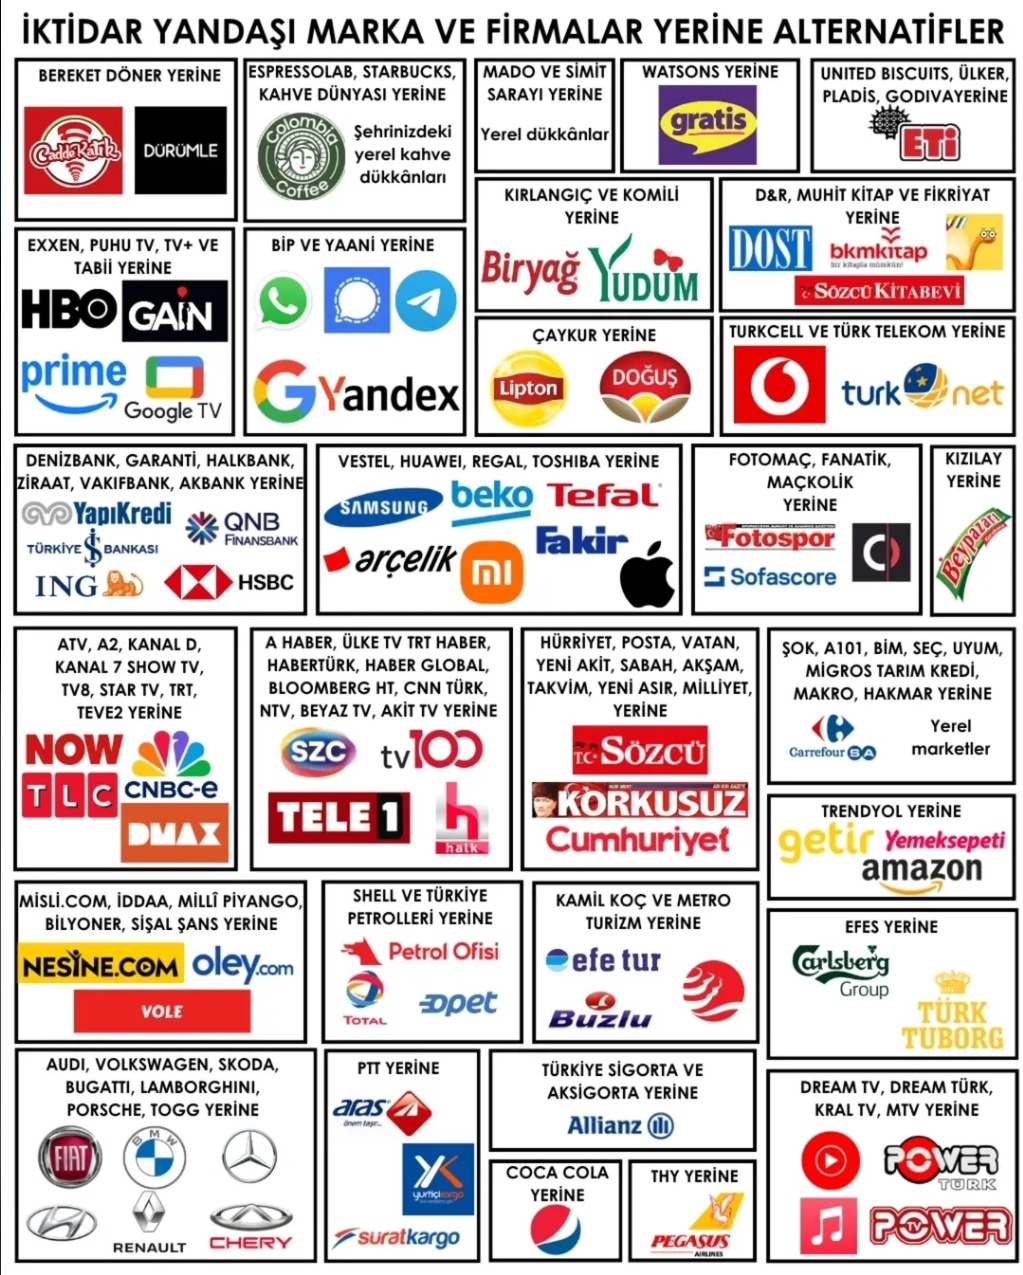 İKTİDAR YANDAŞI MARKA VE FİRMALAR YERİNE ALTERNATİFLER
BEREKET DÖNER YERİNE
CaddeKatık
DÜRÜMLE
ESPRESSOLAB, STARBUCKS,
KAHVE DÜNYASI YERİNE
Colombia
Coffee
Şehrinizdeki
yerel kahve
dükkânları
MADO VE SİMİT
SARAYI YERİNE
Yerel dükkânlar
WATSONS YERİNE
gratis
UNITED BISCUITS, ÜLKER,
PLADİS, GODIVAYERİNE
ETi
EXXEN, PUHU TV, TV+ VE
TABİİ YERİNE
HBO
GAİN
prime
Google TV
BİP VE YAANİ YERİNE
G
Yandex
KIRLANGIÇ VE KOMİLİ
YERİNE
Biryağ
YUDUM
D&R, MUHİT KİTAP VE FİKRİYAT
YERİNE
DOST
bkmkitap
bir kitapla mümkün!
SÖZCÜ KİTABEVİ
ÇAYKUR YERİNE
Lipton
DOĞUŞ
TURKCELL VE TÜRK TELEKOM YERİNE
turk net
DENİZBANK, GARANTİ, HALKBANK,
ZİRAAT, VAKIFBANK, AKBANK YERİNE
YapıKredi
QNB
FİNANSBANK
TÜRKİYE İŞ BANKASI
ING
HSBC
VESTEL, HUAWEI, REGAL, TOSHIBA YERİNE
SAMSUNG
beko
Tefal
arçelik
mi
Fakir
FOTOMAÇ, FANATİK,
MAÇKOLİK
YERİNE
Fotospor
Sofascore
KIZILAY
YERİNE
Beypazarı
ATV, A2, KANAL D,
KANAL 7 SHOW TV,
TV8, STAR TV, TRT,
TEVE2 YERİNE
NOW
TLC
CNBC-e
DMAX
A HABER, ÜLKE TV TRT HABER,
HABERTÜRK, HABER GLOBAL,
BLOOMBERG HT, CNN TÜRK,
NTV, BEYAZ TV, AKİT TV YERİNE
SZC
tv100
TELE 1
h
halk
HÜRRİYET, POSTA, VATAN,
YENİ AKİT, SABAH, AKŞAM,
TAKVİM, YENİ ASIR, MİLLİYET,
YERİNE
SÖZCÜ
KORKUSUZ
Cumhuriyet
ŞOK, A101, BİM, SEÇ, UYUM,
MİGROS TARIM KREDİ,
MAKRO, HAKMAR YERİNE
Carrefour SA
Yerel
marketler
TRENDYOL YERİNE
getir
Yemeksepeti
amazon
MİSLİ.COM, İDDAA, MİLLÎ PİYANGO,
BİLYONER, SİŞAL ŞANS YERİNE
NESİNE.COM
oley.com
VOLE
SHELL VE TÜRKİYE
PETROLLERİ YERİNE
Petrol Ofisi
TOTAL
opet
KAMİL KOÇ VE METRO
TURİZM YERİNE
efe tur
Buzlu
EFES YERİNE
Carlsberg
Group
TÜRK
TUBORG
AUDI, VOLKSWAGEN, SKODA,
BUGATTI, LAMBORGHINI,
PORSCHE, TOGG YERİNE
FIAT
BMW
RENAULT
CHERY
PTT YERİNE
aras
önem taşır...
yurtiçi kargo
suratkargo
TÜRKİYE SİGORTA VE
AKSİGORTA YERİNE
Allianz
COCA COLA
YERİNE
THY YERİNE
PEGASUS
AIRLINES
DREAM TV, DREAM TÜRK,
KRAL TV, MTV YERİNE
POWER
TÜRK
POWER
TV